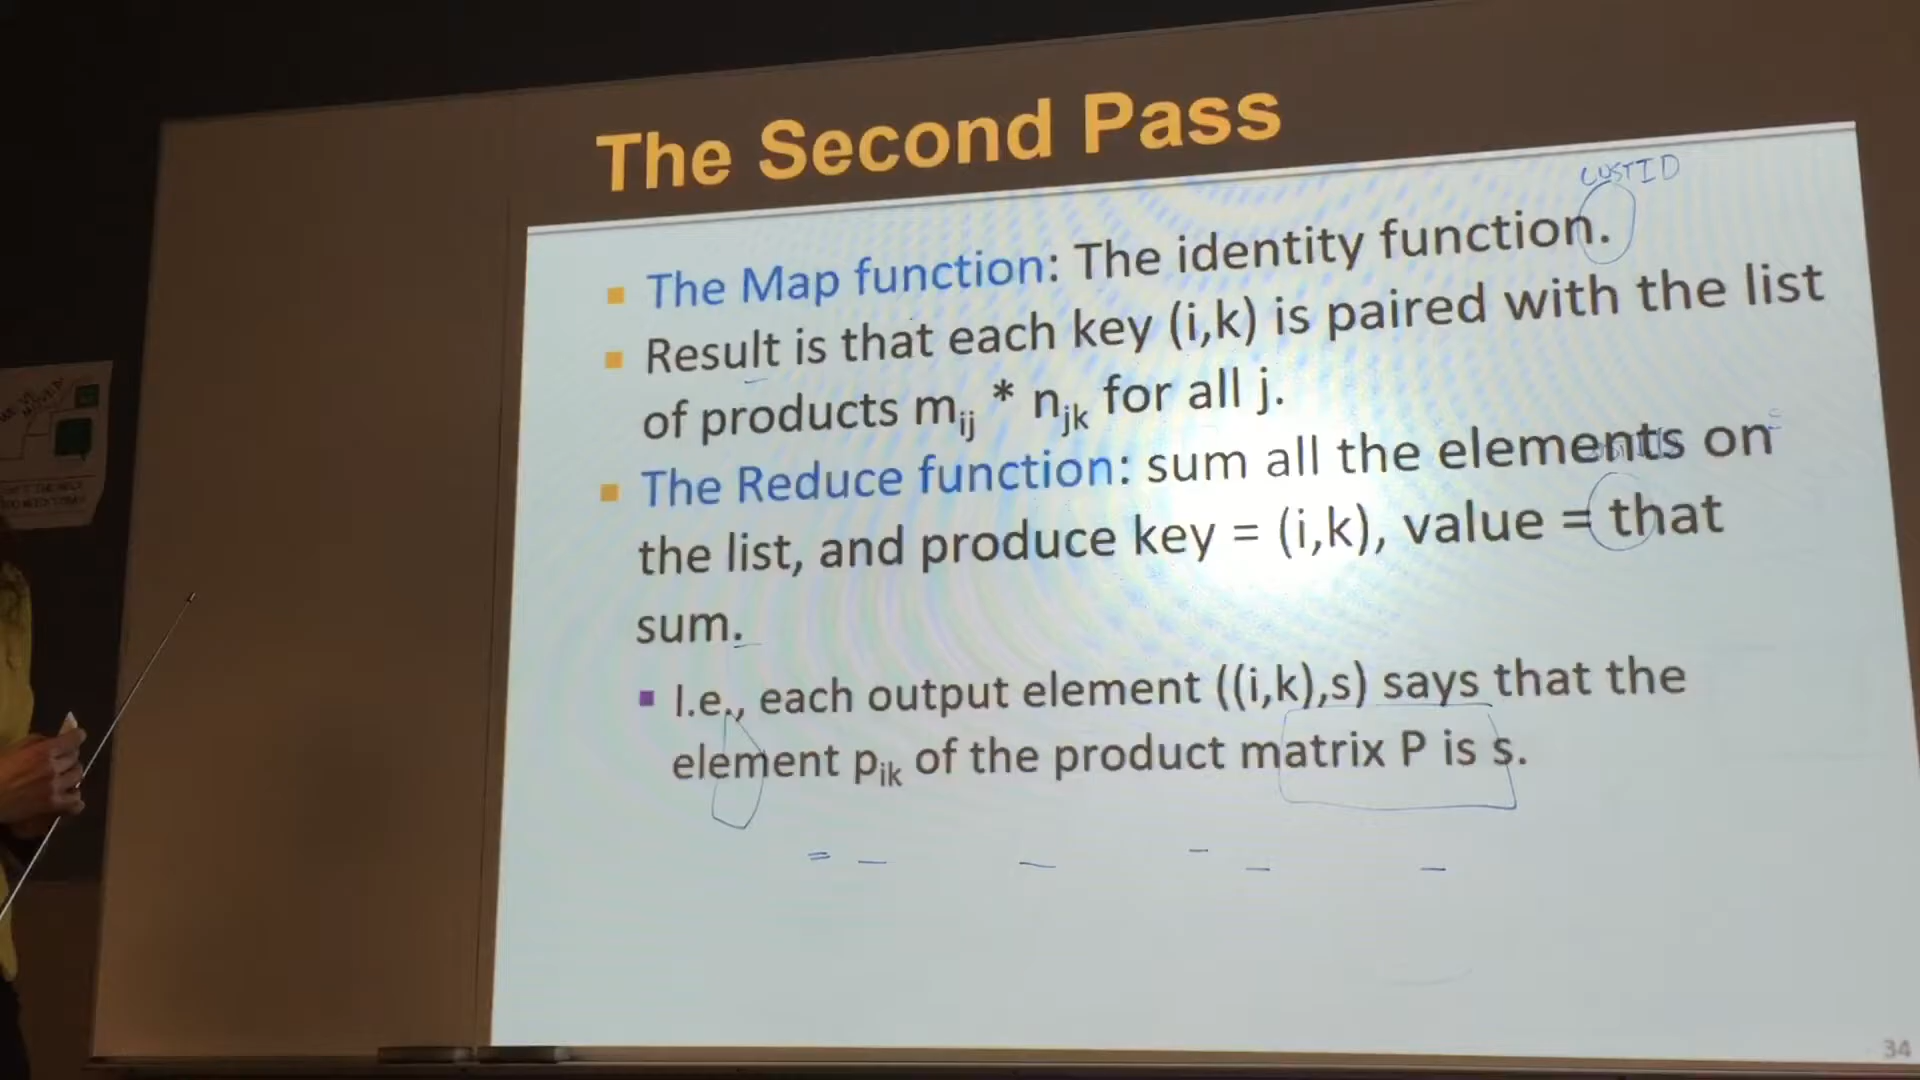 The Second Pass
CUSTID
▪ The Map function: The identity function.
▪ Result is that each key (i,k) is paired with the list
of products mij * njk for all j.
▪ The Reduce function: sum all the elements on
the list, and produce key = (i,k), value = that
sum.
▪ I.e., each output element ((i,k),s) says that the
element pik of the product matrix P is s.
34